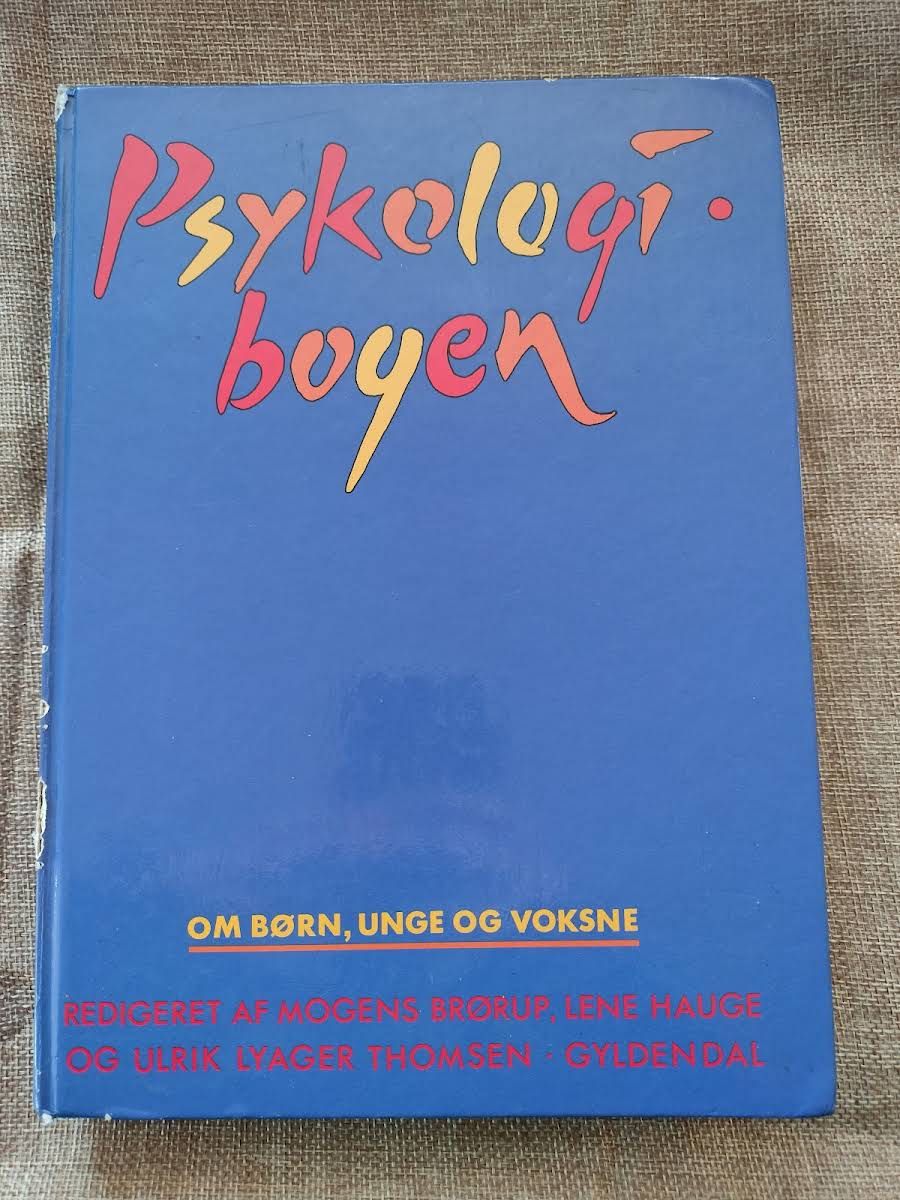 Psykologi·
bogen
OM BØRN, UNGE OG VOKSNE
REDIGERET AF MOGENS BRØRUP, LENE HAUGE
OG ULRIK LYAGER THOMSEN · GYLDENDAL